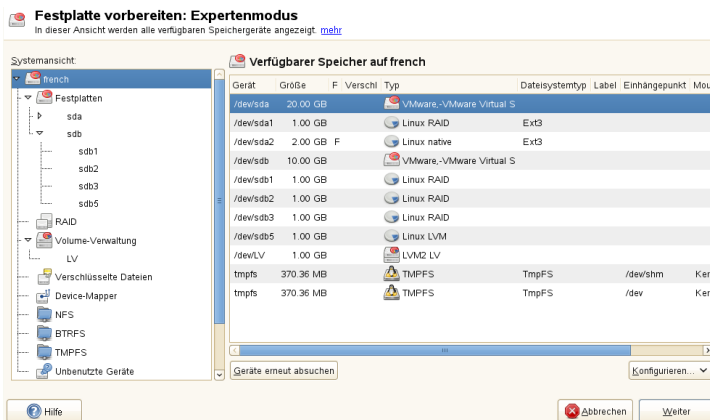 Festplatte vorbereiten: Expertenmodus
In dieser Ansicht werden alle verfügbaren Speichergeräte angezeigt. mehr
Systemansicht:
french
Festplatten
sda
sdb
sdb1
sdb2
sdb3
sdb5
RAID
Volume-Verwaltung
LV
Verschlüsselte Dateien
Device-Mapper
NFS
BTRFS
TMPFS
Unbenutzte Geräte
Verfügbarer Speicher auf french
Gerät Größe F Verschl Typ Dateisystemtyp Label Einhängepunkt Mou
/dev/sda 20.00 GB VMware,-VMware Virtual S
/dev/sda1 1.00 GB Linux RAID Ext3
/dev/sda2 2.00 GB F Linux native Ext3
/dev/sdb 10.00 GB VMware,-VMware Virtual S
/dev/sdb1 1.00 GB Linux RAID
/dev/sdb2 1.00 GB Linux RAID
/dev/sdb3 1.00 GB Linux RAID
/dev/sdb5 1.00 GB Linux LVM
/dev/LV 1.00 GB LVM2 LV
tmpfs 370.36 MB TMPFS TmpFS /dev/shm Ker
tmpfs 370.36 MB TMPFS TmpFS /dev Ker
Geräte erneut absuchen
Konfigurieren...
Hilfe
Abbrechen
Weiter